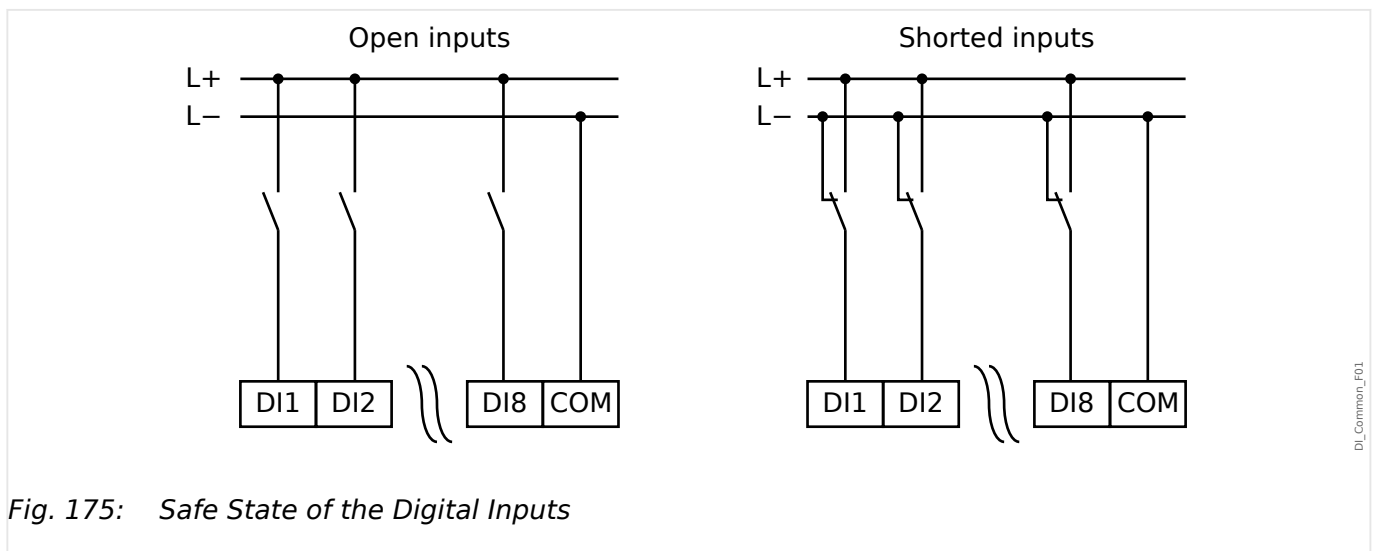 Open inputs
L+
L−
DI1 DI2 DI8 COM
Shorted inputs
L+
L−
DI1 DI2 DI8 COM
DI_Common_F01
Fig. 175: Safe State of the Digital Inputs